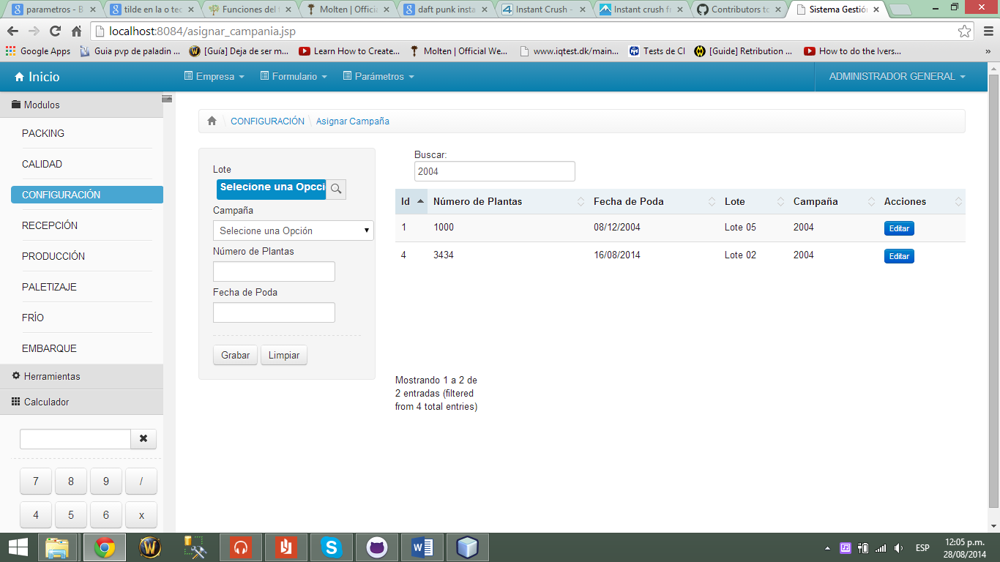 parametros - B
tilde en la o tec
Funciones del
Molten | Officia
daft punk insta
Instant Crush -
Instant crush f
Contributors to
Sistema Gestió
localhost:8084/asignar_campania.jsp
Google Apps
Guia pvp de paladin ...
[Guía] Deja de ser m...
Learn How to Create...
Molten | Official We...
www.iqtest.dk/main...
Tests de CI
[Guide] Retribution ...
How to do the Ivers...
»
Inicio
Empresa
Formulario
Parámetros
ADMINISTRADOR GENERAL
Modulos
PACKING
CALIDAD
CONFIGURACIÓN
RECEPCIÓN
PRODUCCIÓN
PALETIZAJE
FRÍO
EMBARQUE
Herramientas
Calculador
7 8 9 /
4 5 6 x
CONFIGURACIÓN \ Asignar Campaña
Lote
Selecione una Opcci
Campaña
Selecione una Opción
Número de Plantas
Fecha de Poda
Grabar
Limpiar
Buscar:
2004
Id Número de Plantas Fecha de Poda Lote Campaña Acciones
1 1000 08/12/2004 Lote 05 2004 Editar
4 3434 16/08/2014 Lote 02 2004 Editar
Mostrando 1 a 2 de
2 entradas (filtered
from 4 total entries)
ESP
12:05 p.m.
28/08/2014